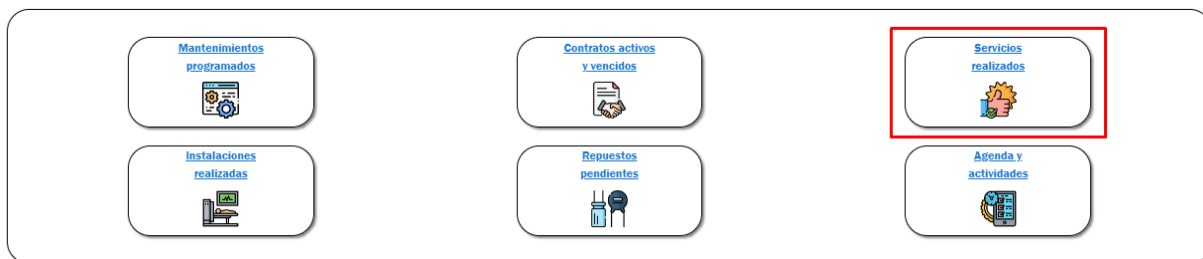 Mantenimientos
programados
Contratos activos
y vencidos
Servicios
realizados
Instalaciones
realizadas
Repuestos
pendientes
Agenda y
actividades